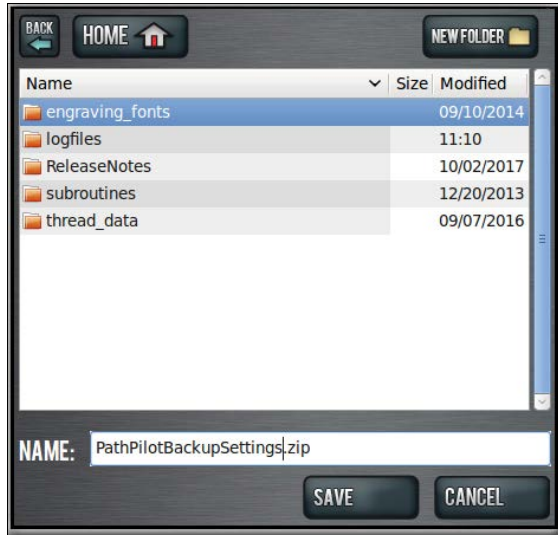 BACK HOME NEW FOLDER
Name Size Modified
engraving_fonts 09/10/2014
logfiles 11:10
ReleaseNotes 10/02/2017
subroutines 12/20/2013
thread_data 09/07/2016
NAME: PathPilotBackupSettings.zip
SAVE CANCEL